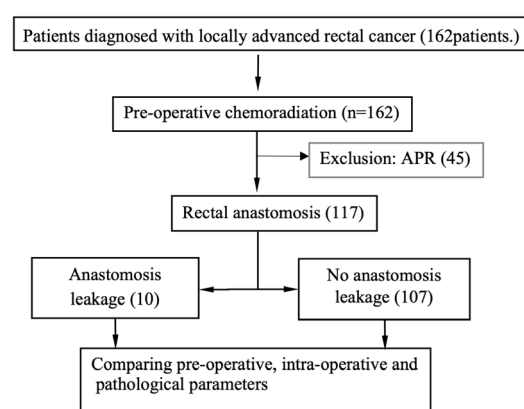 Patients diagnosed with locally advanced rectal cancer (162patients.)
Pre-operative chemoradiation (n=162)
Exclusion: APR (45)
Rectal anastomosis (117)
Anastomosis
leakage (10)
No anastomosis
leakage (107)
Comparing pre-operative, intra-operative and
pathological parameters